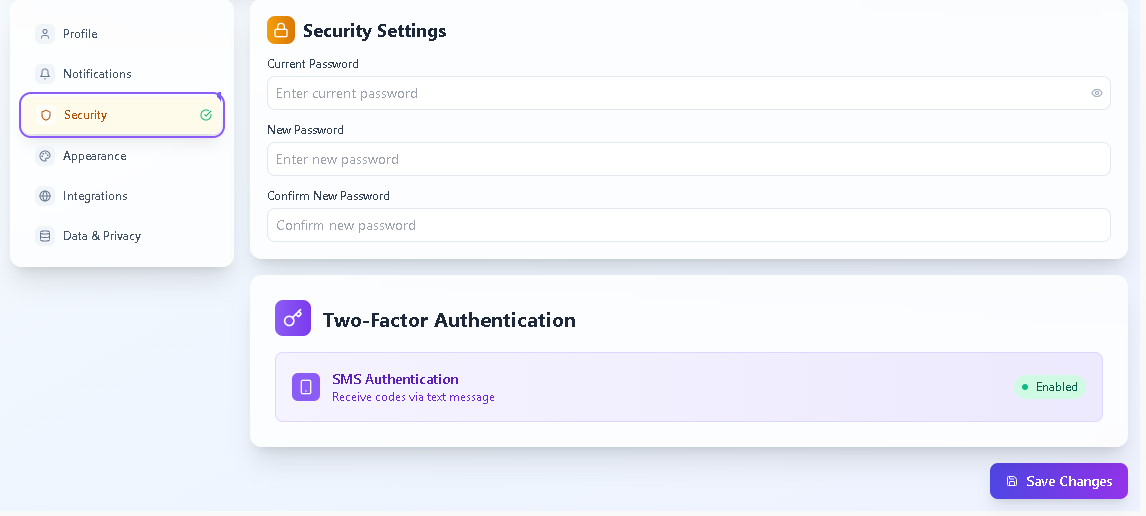 Profile
Notifications
Security
Appearance
Integrations
Data & Privacy
Security Settings
Current Password
Enter current password
New Password
Enter new password
Confirm New Password
Confirm new password
Two-Factor Authentication
SMS Authentication
Receive codes via text message
Enabled
Save Changes